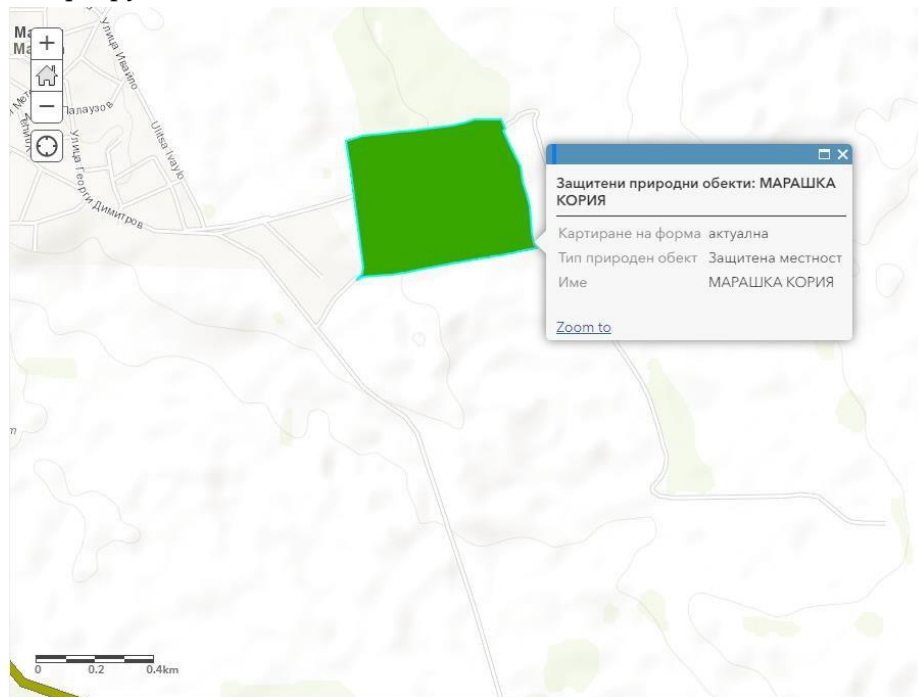 Улица Ивайло
Палаузов
Ulitsa Ivaylo
Улица Георги Димитров
Защитени природни обекти: МАРАШКА
КОРИЯ
Картиране на форма актуална
Тип природен обект Защитена местност
Име МАРАШКА КОРИЯ
Zoom to
0 0.2 0.4km